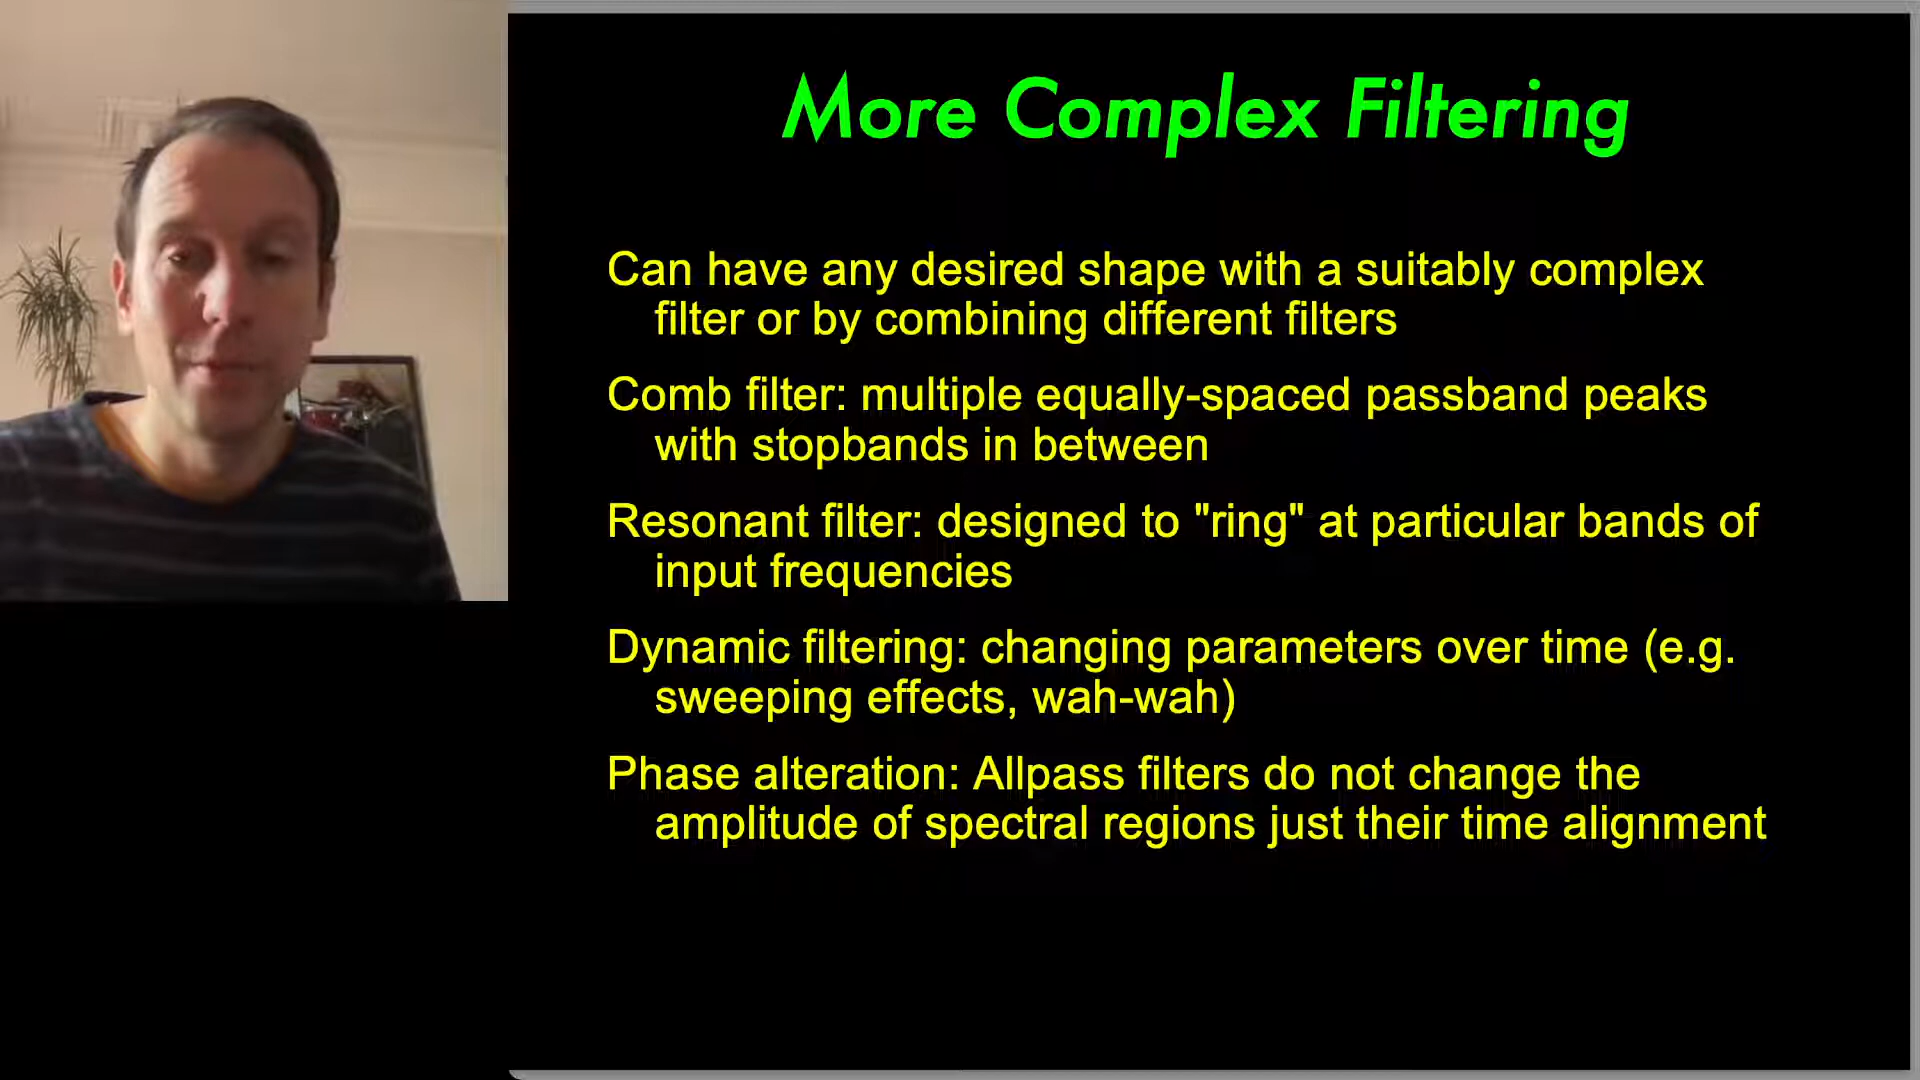 More Complex Filtering
Can have any desired shape with a suitably complex
filter or by combining different filters
Comb filter: multiple equally-spaced passband peaks
with stopbands in between
Resonant filter: designed to "ring" at particular bands of
input frequencies
Dynamic filtering: changing parameters over time (e.g.
sweeping effects, wah-wah)
Phase alteration: Allpass filters do not change the
amplitude of spectral regions just their time alignment